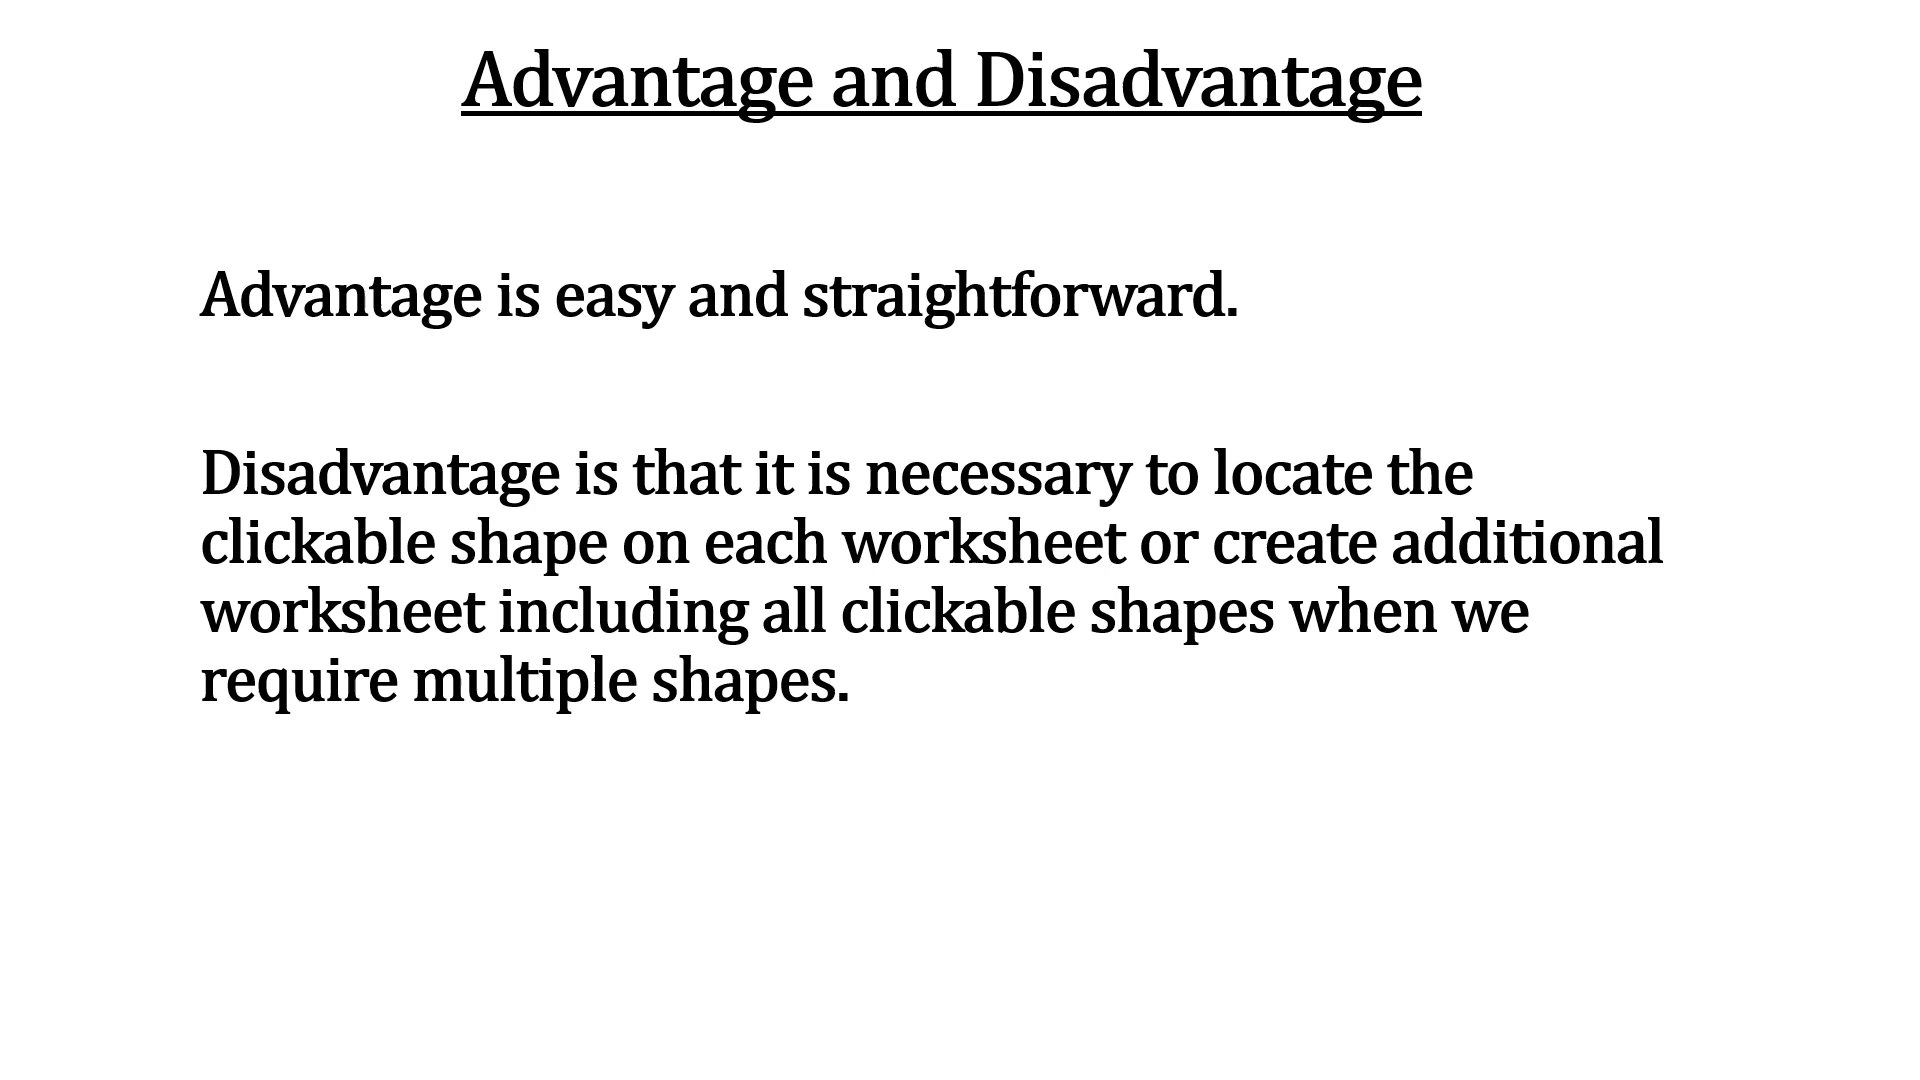 Advantage and Disadvantage
Advantage is easy and straightforward.
Disadvantage is that it is necessary to locate the
clickable shape on each worksheet or create additional
worksheet including all clickable shapes when we
require multiple shapes.